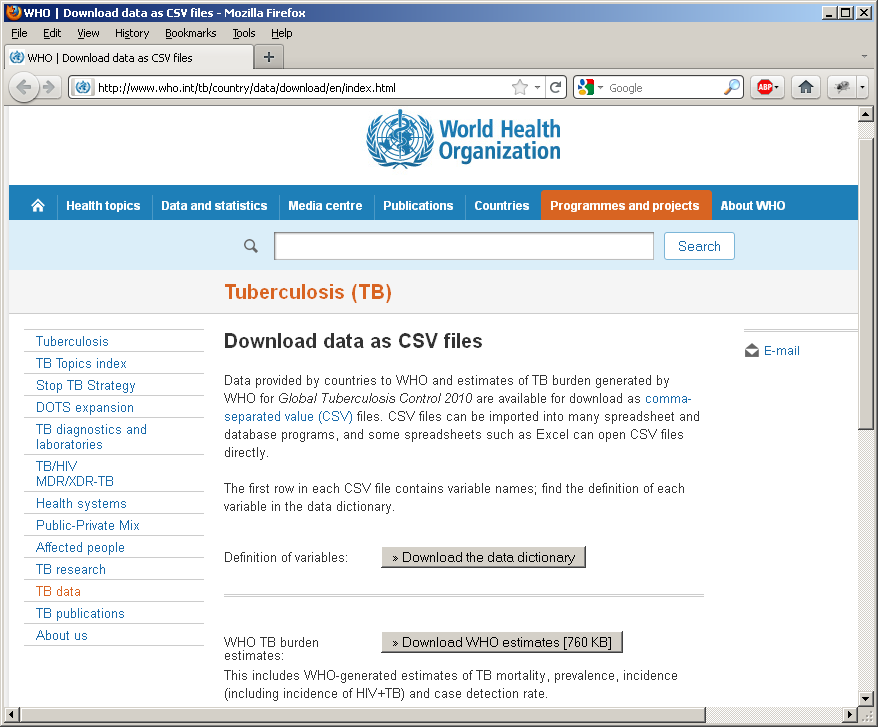 WHO | Download data as CSV files - Mozilla Firefox
File Edit View History Bookmarks Tools Help
WHO | Download data as CSV files
http://www.who.int/tb/country/data/download/en/index.html
Google
ABP
World Health
Organization
Health topics
Data and statistics
Media centre
Publications
Countries
Programmes and projects
About WHO
Search
Tuberculosis (TB)
Tuberculosis
TB Topics index
Stop TB Strategy
DOTS expansion
TB diagnostics and
laboratories
TB/HIV
MDR/XDR-TB
Health systems
Public-Private Mix
Affected people
TB research
TB data
TB publications
About us
Download data as CSV files
Data provided by countries to WHO and estimates of TB burden generated by
WHO for Global Tuberculosis Control 2010 are available for download as comma-
separated value (CSV) files. CSV files can be imported into many spreadsheet and
database programs, and some spreadsheets such as Excel can open CSV files
directly.
The first row in each CSV file contains variable names; find the definition of each
variable in the data dictionary.
Definition of variables:
» Download the data dictionary
WHO TB burden
estimates:
» Download WHO estimates [760 KB]
This includes WHO-generated estimates of TB mortality, prevalence, incidence
(including incidence of HIV+TB) and case detection rate.
E-mail